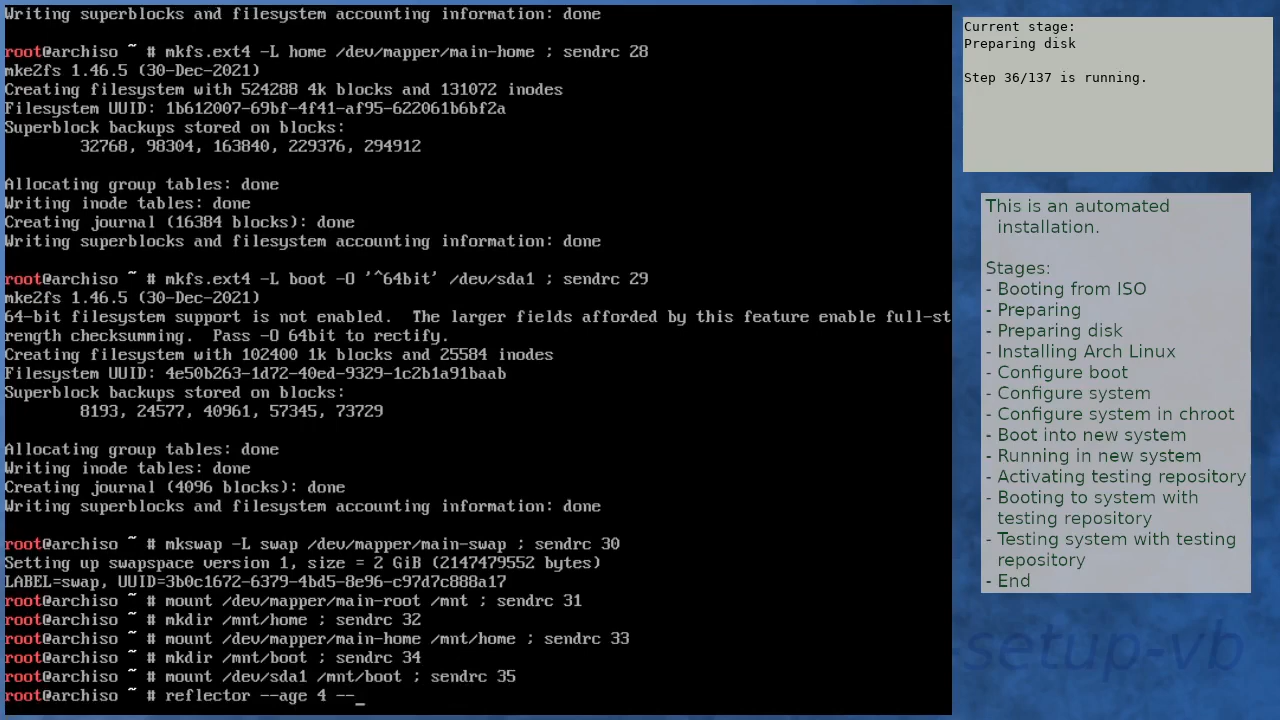 Writing superblocks and filesystem accounting information: done
root@archiso ~ # mkfs.ext4 -L home /dev/mapper/main-home ; sendrc 28
mke2fs 1.46.5 (30-Dec-2021)
Creating filesystem with 524288 4k blocks and 131072 inodes
Filesystem UUID: 1b612007-69bf-4f41-af95-622061b6bf2a
Superblock backups stored on blocks:
32768, 98304, 163840, 229376, 294912
Allocating group tables: done
Writing inode tables: done
Creating journal (16384 blocks): done
Writing superblocks and filesystem accounting information: done
root@archiso ~ # mkfs.ext4 -L boot -O '^64bit' /dev/sda1 ; sendrc 29
mke2fs 1.46.5 (30-Dec-2021)
64-bit filesystem support is not enabled.  The larger fields afforded by this feature enable full-st
rength checksumming.  Pass -O 64bit to rectify.
Creating filesystem with 102400 1k blocks and 25584 inodes
Filesystem UUID: 4e50b263-1d72-40ed-9329-1c2b1a91baab
Superblock backups stored on blocks:
8193, 24577, 40961, 57345, 73729
Allocating group tables: done
Writing inode tables: done
Creating journal (4096 blocks): done
Writing superblocks and filesystem accounting information: done
root@archiso ~ # mkswap -L swap /dev/mapper/main-swap ; sendrc 30
Setting up swapspace version 1, size = 2 GiB (2147479552 bytes)
LABEL=swap, UUID=3b0c1672-6379-4bd5-8e96-c97d7c888a17
root@archiso ~ # mount /dev/mapper/main-root /mnt ; sendrc 31
root@archiso ~ # mkdir /mnt/home ; sendrc 32
root@archiso ~ # mount /dev/mapper/main-home /mnt/home ; sendrc 33
root@archiso ~ # mkdir /mnt/boot ; sendrc 34
root@archiso ~ # mount /dev/sda1 /mnt/boot ; sendrc 35
root@archiso ~ # reflector --age 4 --_
Current stage:
Preparing disk
Step 36/137 is running.
This is an automated
installation.
Stages:
- Booting from ISO
- Preparing
- Preparing disk
- Installing Arch Linux
- Configure boot
- Configure system
- Configure system in chroot
- Boot into new system
- Running in new system
- Activating testing repository
- Booting to system with
testing repository
- Testing system with testing
repository
- End
-setup-vb